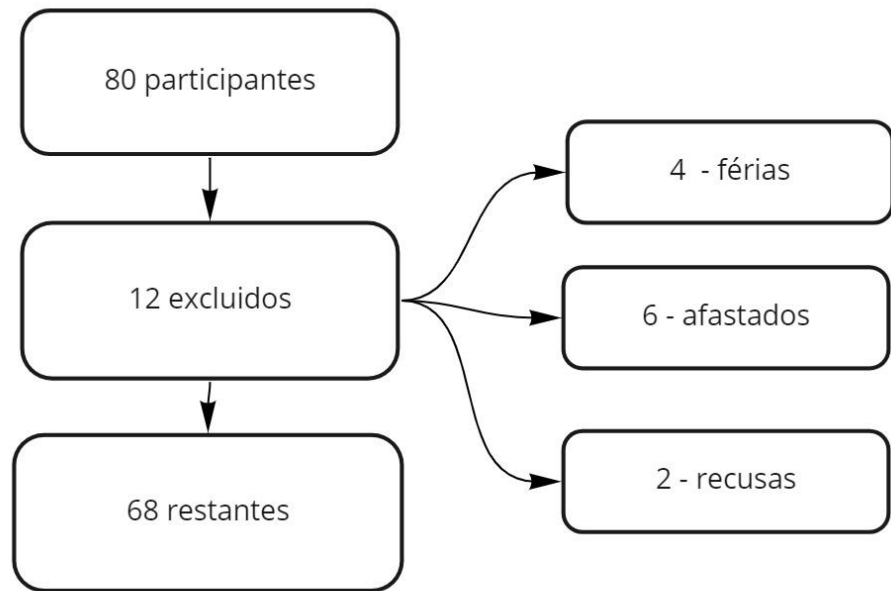 80 participantes
12 excluidos
68 restantes
4 - férias
6 - afastados
2 - recusas